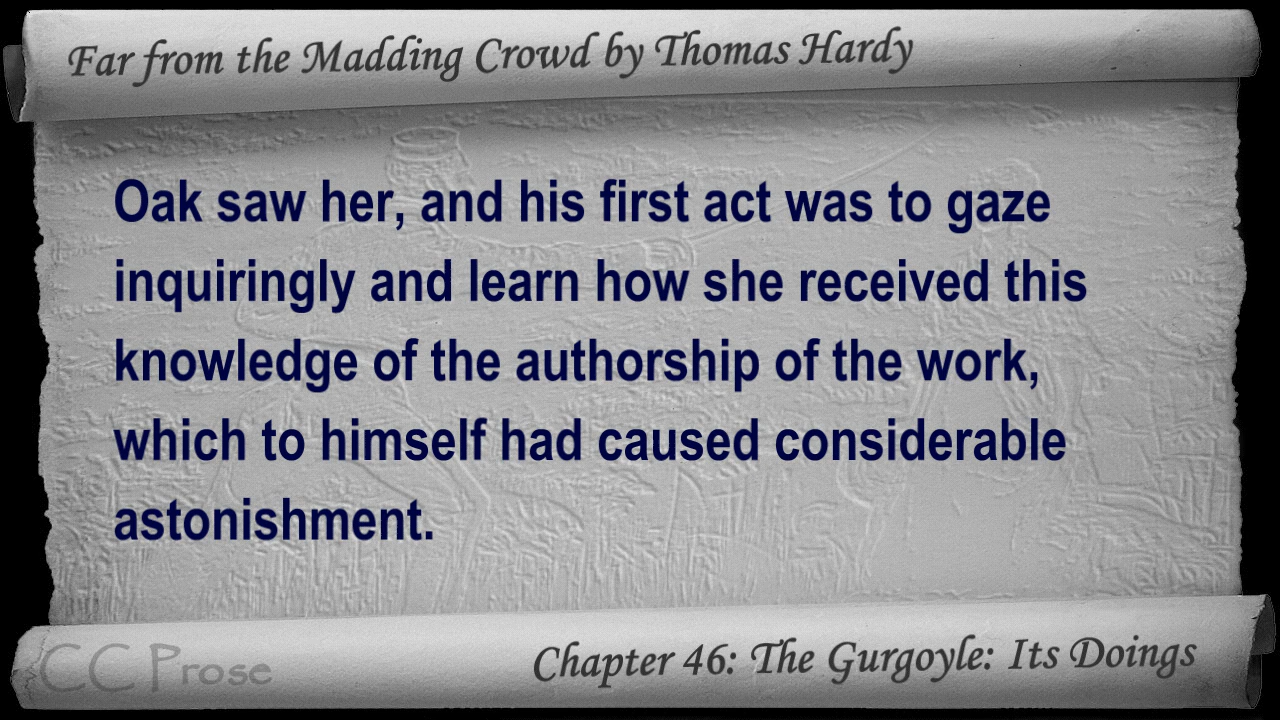 Far from the Madding Crowd by Thomas Hardy
Oak saw her, and his first act was to gaze
inquiringly and learn how she received this
knowledge of the authorship of the work,
which to himself had caused considerable
astonishment.
CC Prose
Chapter 46: The Gurgoyle: Its Doings